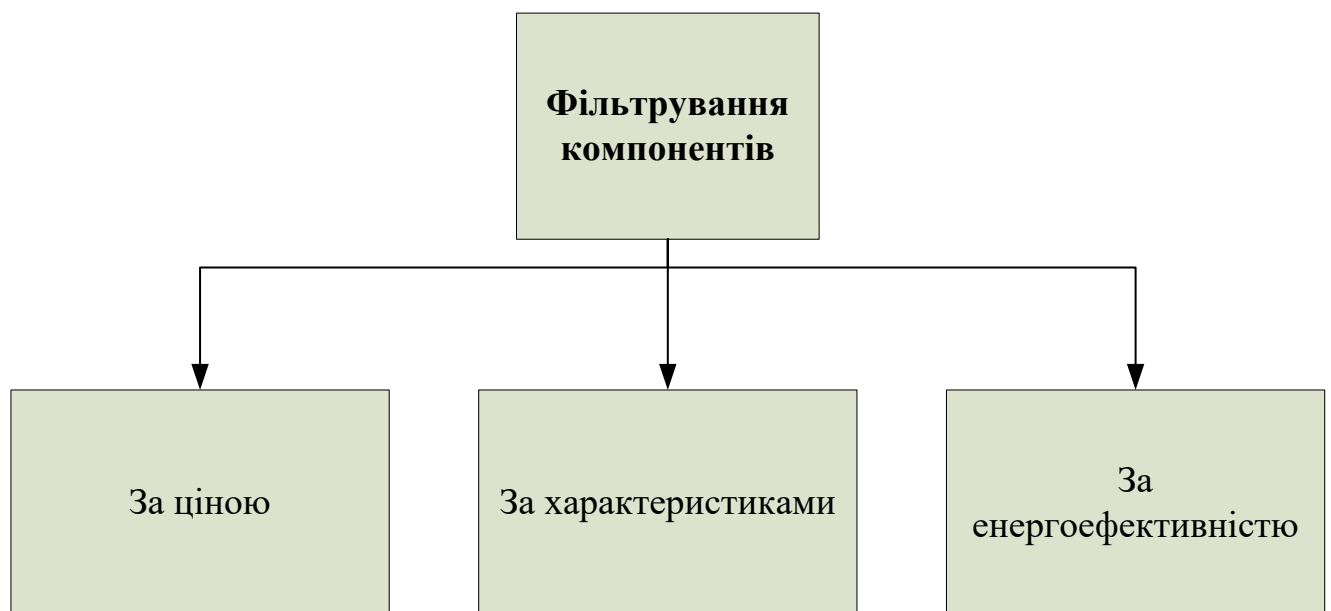 Фільтрування
компонентів
За ціною
За характеристиками
За
енергоефективністю